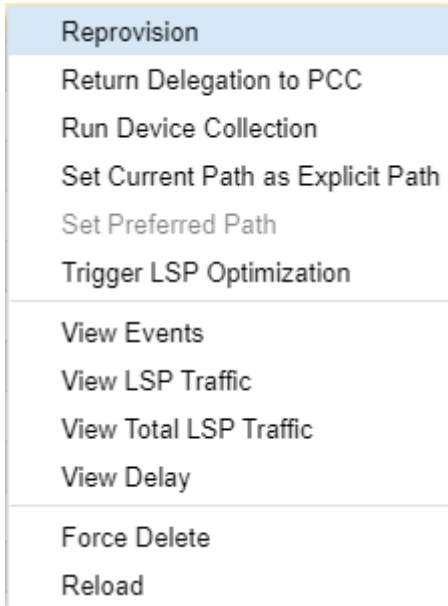 Reprovision
Return Delegation to PCC
Run Device Collection
Set Current Path as Explicit Path
Set Preferred Path
Trigger LSP Optimization
View Events
View LSP Traffic
View Total LSP Traffic
View Delay
Force Delete
Reload